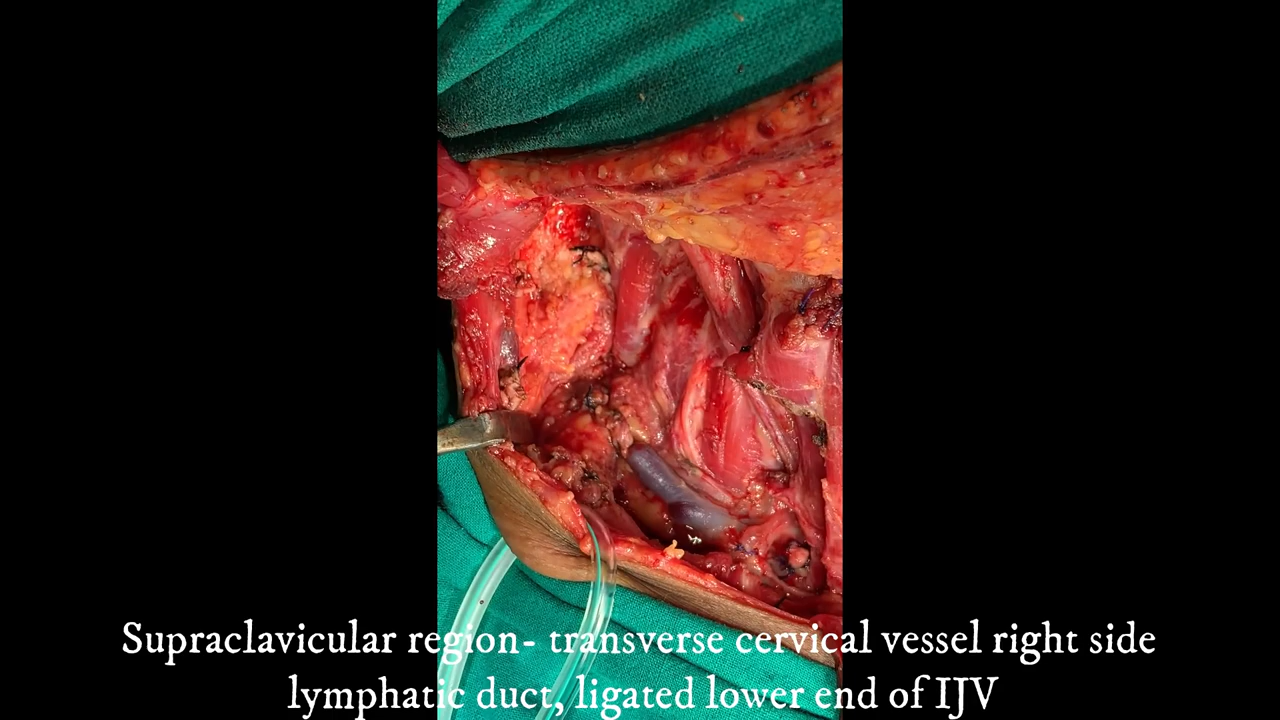 Supraclavicular region- transverse cervical vessel right side
lymphatic duct, ligated lower end of IJV